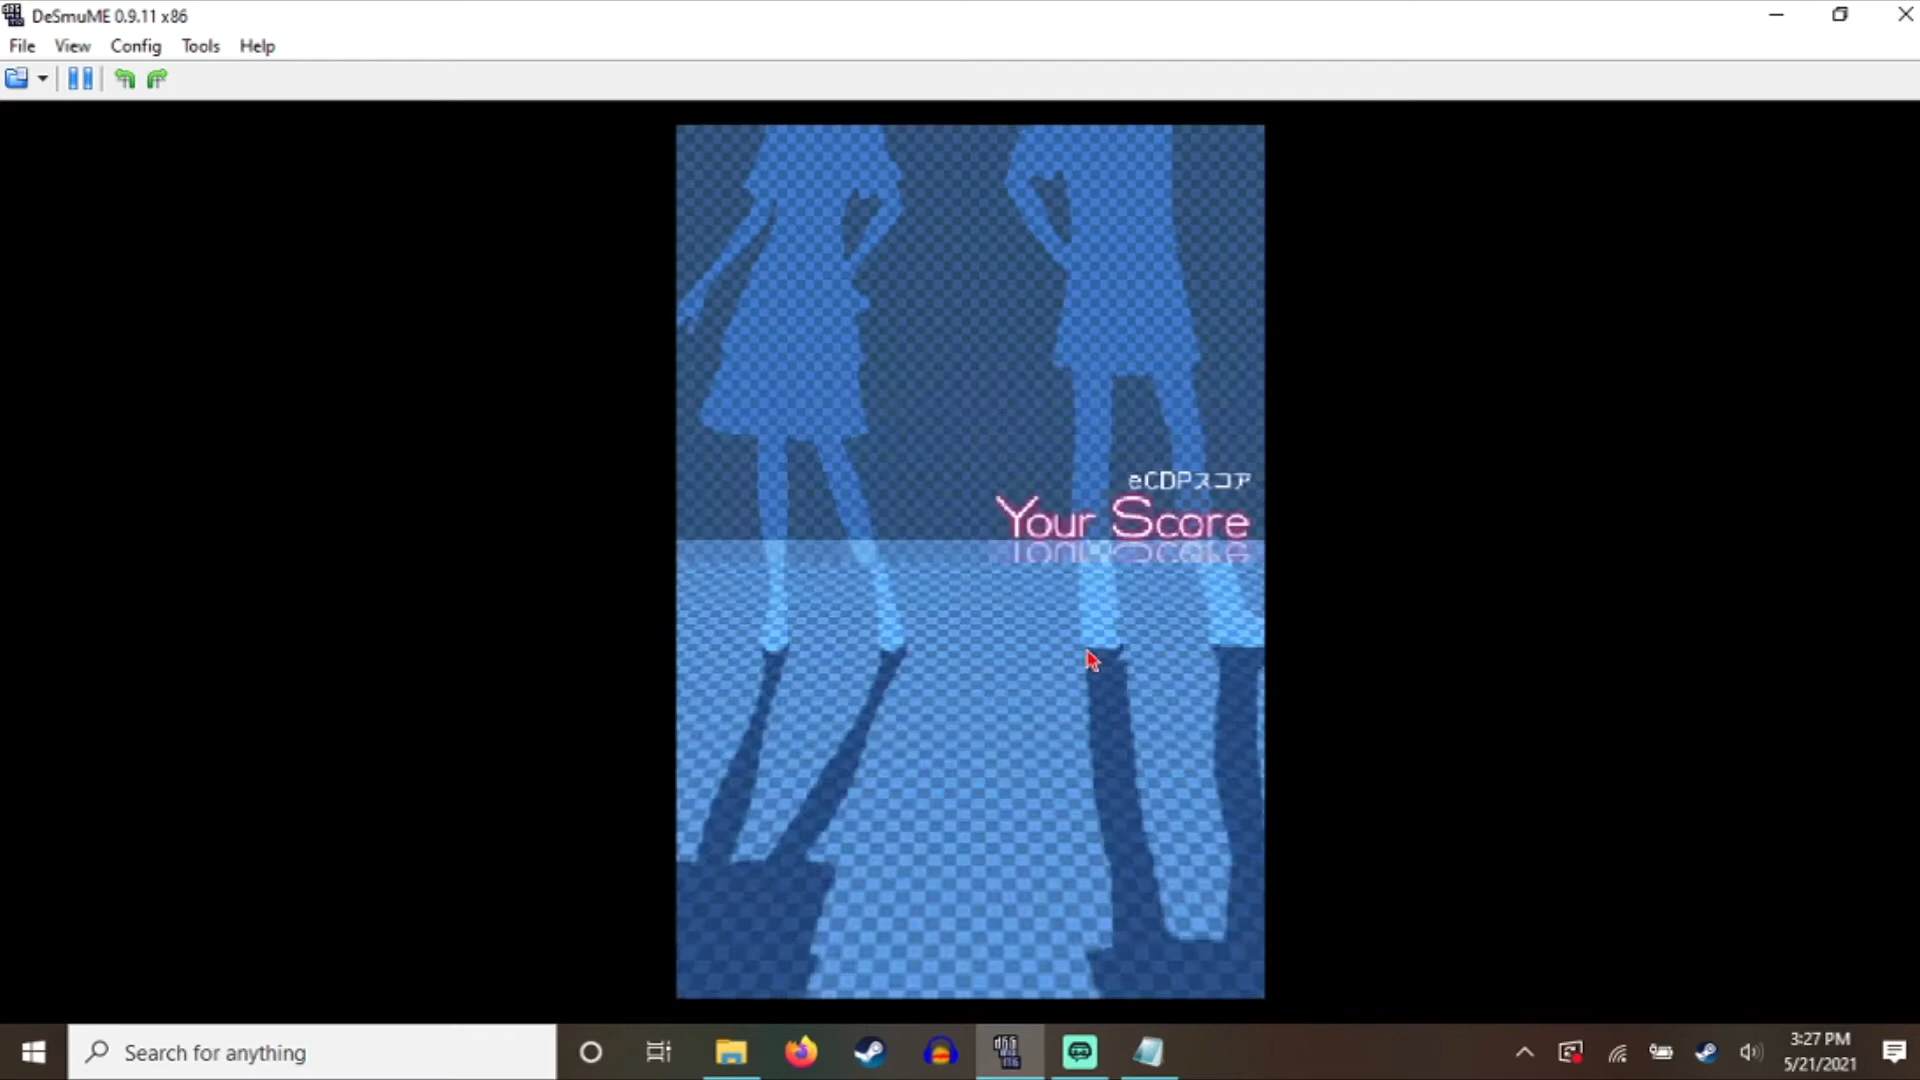 DeSmuME 0.9.11 x86
File View Config Tools Help
eCDPスコア
Your Score
Search for anything
3:27 PM
5/21/2021